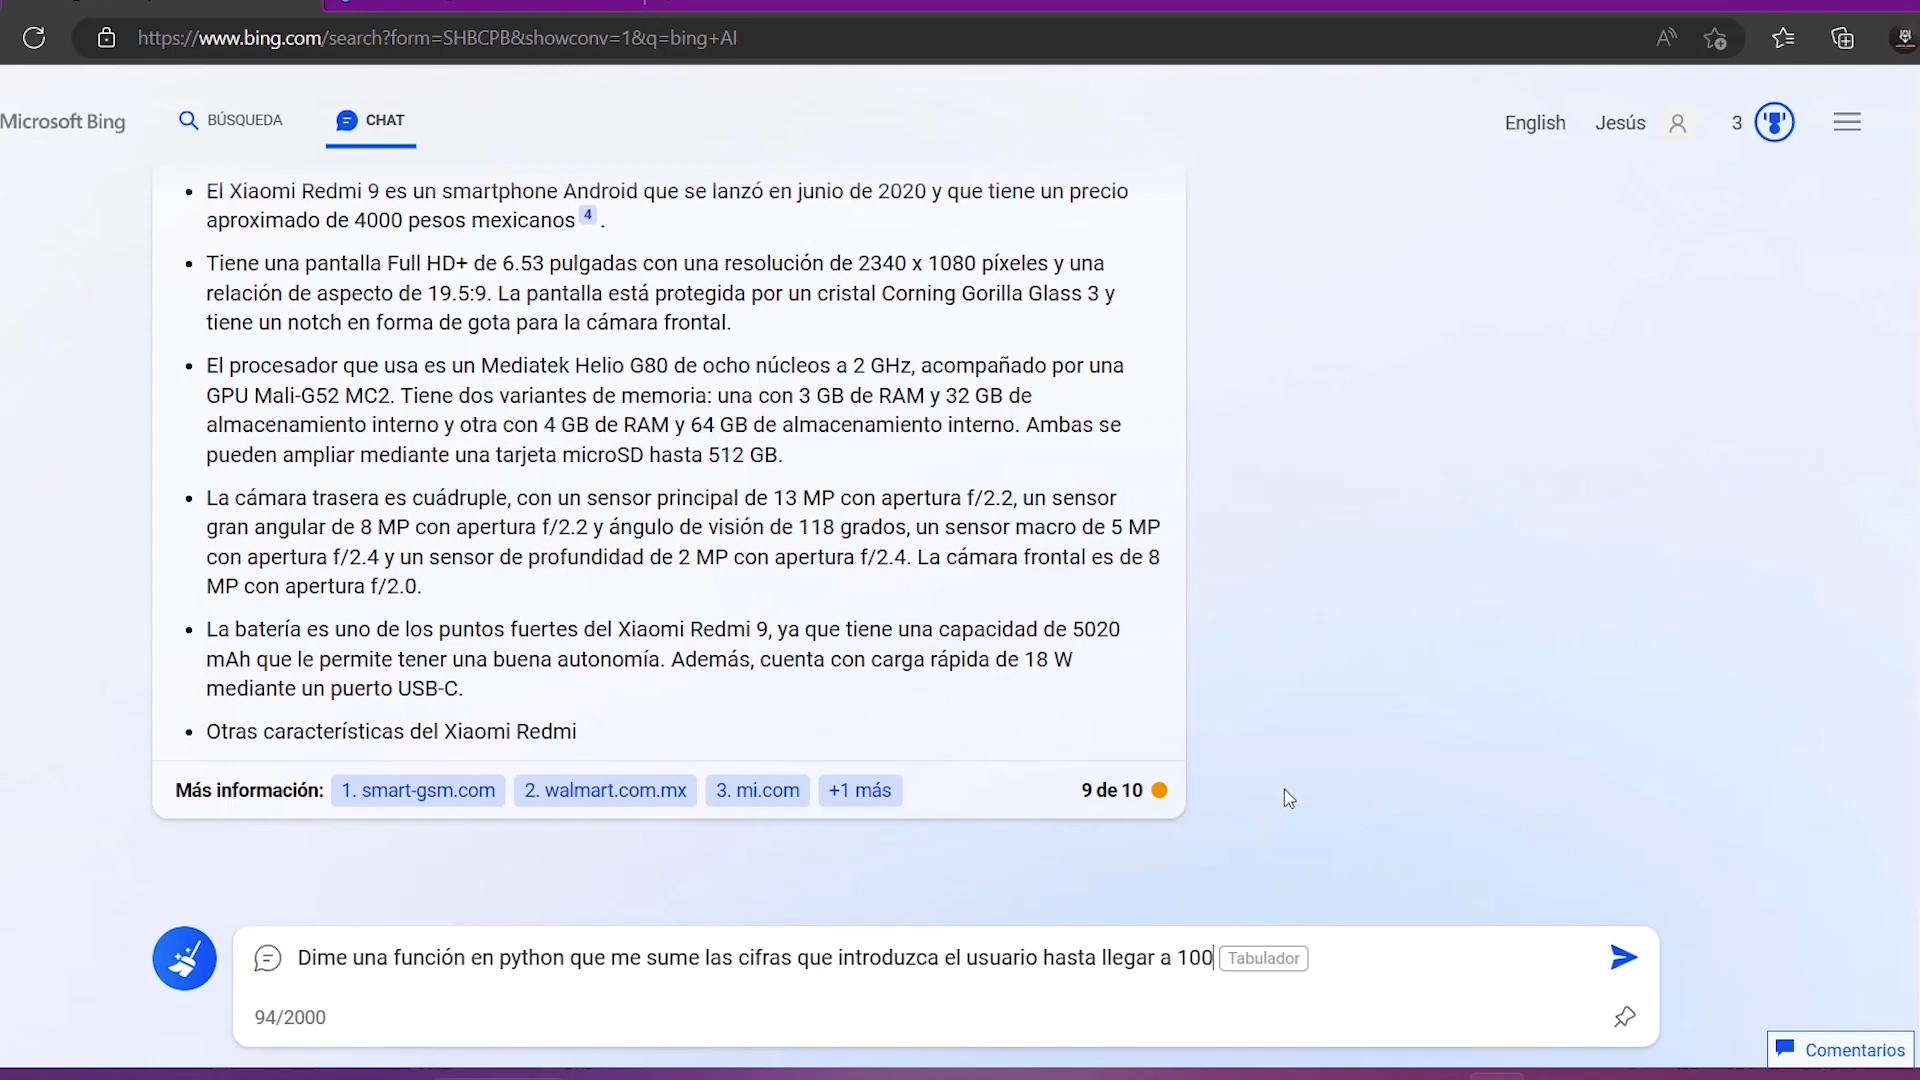 https://www.bing.com/search?form=SHBCPB&showconv=1&q=bing+AI
Microsoft Bing
BÚSQUEDA
CHAT
English
Jesús
3
• El Xiaomi Redmi 9 es un smartphone Android que se lanzó en junio de 2020 y que tiene un precio
aproximado de 4000 pesos mexicanos 4 .
• Tiene una pantalla Full HD+ de 6.53 pulgadas con una resolución de 2340 x 1080 píxeles y una
relación de aspecto de 19.5:9. La pantalla está protegida por un cristal Corning Gorilla Glass 3 y
tiene un notch en forma de gota para la cámara frontal.
• El procesador que usa es un Mediatek Helio G80 de ocho núcleos a 2 GHz, acompañado por una
GPU Mali-G52 MC2. Tiene dos variantes de memoria: una con 3 GB de RAM y 32 GB de
almacenamiento interno y otra con 4 GB de RAM y 64 GB de almacenamiento interno. Ambas se
pueden ampliar mediante una tarjeta microSD hasta 512 GB.
• La cámara trasera es cuádruple, con un sensor principal de 13 MP con apertura f/2.2, un sensor
gran angular de 8 MP con apertura f/2.2 y ángulo de visión de 118 grados, un sensor macro de 5 MP
con apertura f/2.4 y un sensor de profundidad de 2 MP con apertura f/2.4. La cámara frontal es de 8
MP con apertura f/2.0.
• La batería es uno de los puntos fuertes del Xiaomi Redmi 9, ya que tiene una capacidad de 5020
mAh que le permite tener una buena autonomía. Además, cuenta con carga rápida de 18 W
mediante un puerto USB-C.
• Otras características del Xiaomi Redmi
Más información: 1. smart-gsm.com 2. walmart.com.mx 3. mi.com +1 más 9 de 10
Dime una función en python que me sume las cifras que introduzca el usuario hasta llegar a 100 Tabulador
94/2000
Comentarios